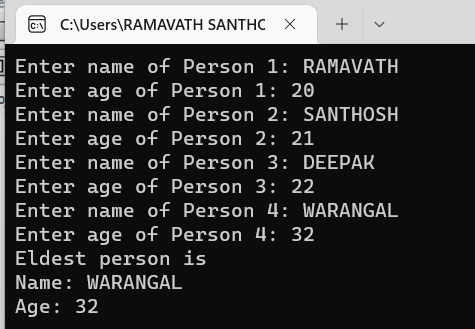 C:\Users\RAMAVATH SANTHC
Enter name of Person 1: RAMAVATH
Enter age of Person 1: 20
Enter name of Person 2: SANTHOSH
Enter age of Person 2: 21
Enter name of Person 3: DEEPAK
Enter age of Person 3: 22
Enter name of Person 4: WARANGAL
Enter age of Person 4: 32
Eldest person is
Name: WARANGAL
Age: 32